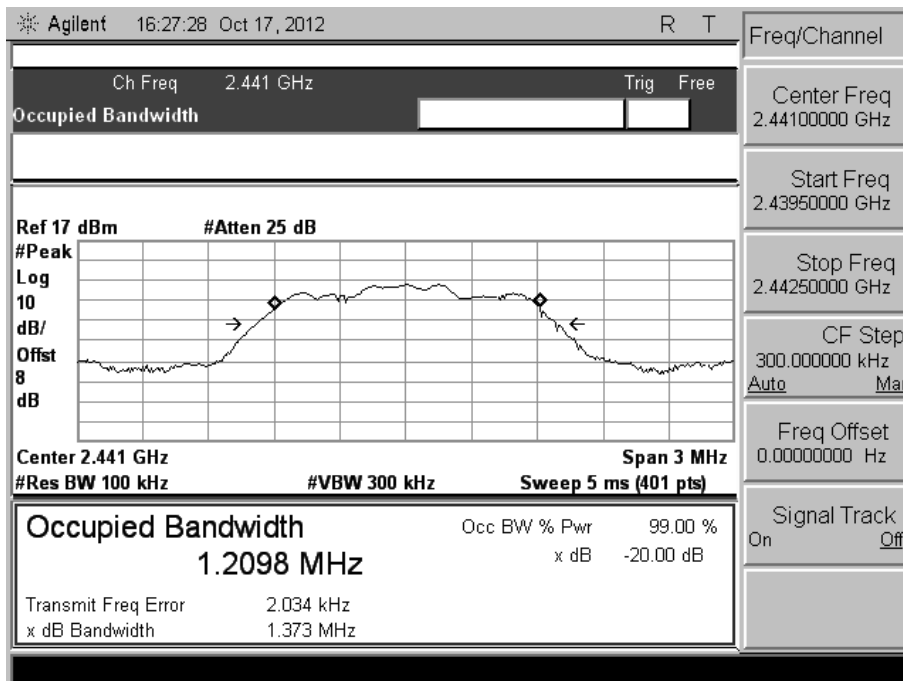 Agilent 16:27:28 Oct 17, 2012 R T
Ch Freq 2.441 GHz Trig Free
Occupied Bandwidth
Ref 17 dBm #Atten 25 dB
#Peak
Log
10
dB/
Offst
8
dB
Center 2.441 GHz Span 3 MHz
#Res BW 100 kHz #VBW 300 kHz Sweep 5 ms (401 pts)
Occupied Bandwidth
1.2098 MHz
Occ BW % Pwr 99.00 %
x dB -20.00 dB
Transmit Freq Error 2.034 kHz
x dB Bandwidth 1.373 MHz
Freq/Channel
Center Freq
2.44100000 GHz
Start Freq
2.43950000 GHz
Stop Freq
2.44250000 GHz
CF Step
300.000000 kHz
Auto Ma
Freq Offset
0.00000000 Hz
Signal Track
On Off